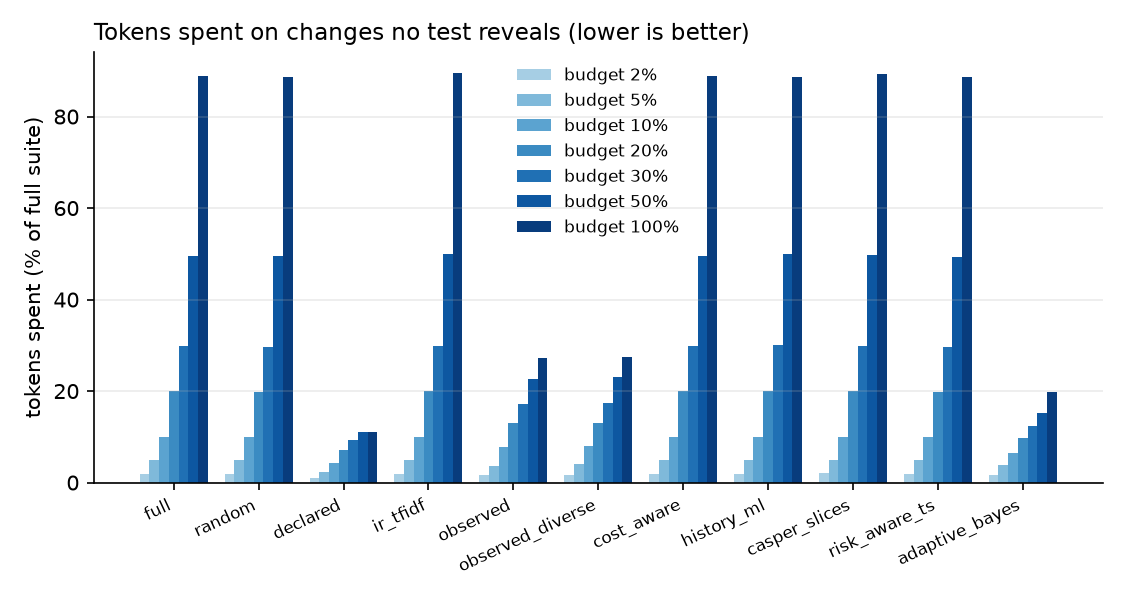 Tokens spent on changes no test reveals (lower is better)
tokens spent (% of full suite)
80
60
40
20
0
budget 2%
budget 5%
budget 10%
budget 20%
budget 30%
budget 50%
budget 100%
full
random
declared
ir_tfidf
observed
observed_diverse
cost_aware
history_ml
casper_slices
risk_aware_ts
adaptive_bayes